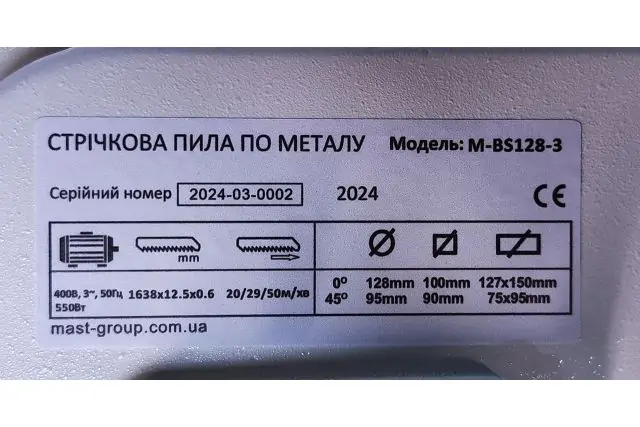 СТРІЧКОВА ПИЛА ПО МЕТАЛУ Модель: M-BS128-3
Серійний номер 2024-03-0002 2024 CE
mm
400В, 3~, 50Гц 1638x12.5x0.6 20/29/50м/хв 0° 128mm 100mm 127x150mm
550Вт 45° 95mm 90mm 75x95mm
mast-group.com.ua